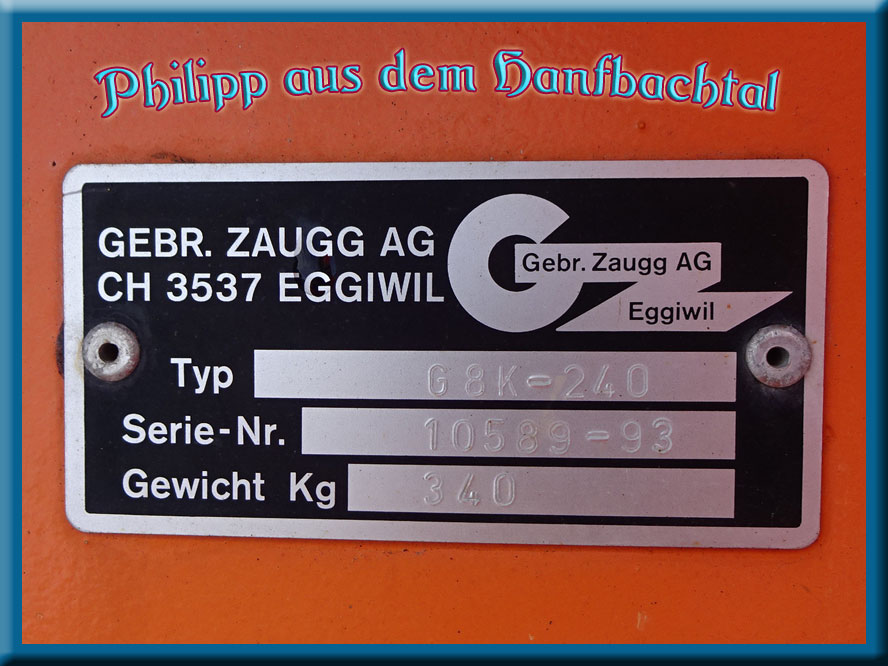 Philipp aus dem Hanfbachtal
GEBR. ZAUGG AG
CH 3537 EGGIWIL
Gebr. Zaugg AG
Eggiwil
Typ G8K-240
Serie-Nr. 10589-93
Gewicht Kg 340